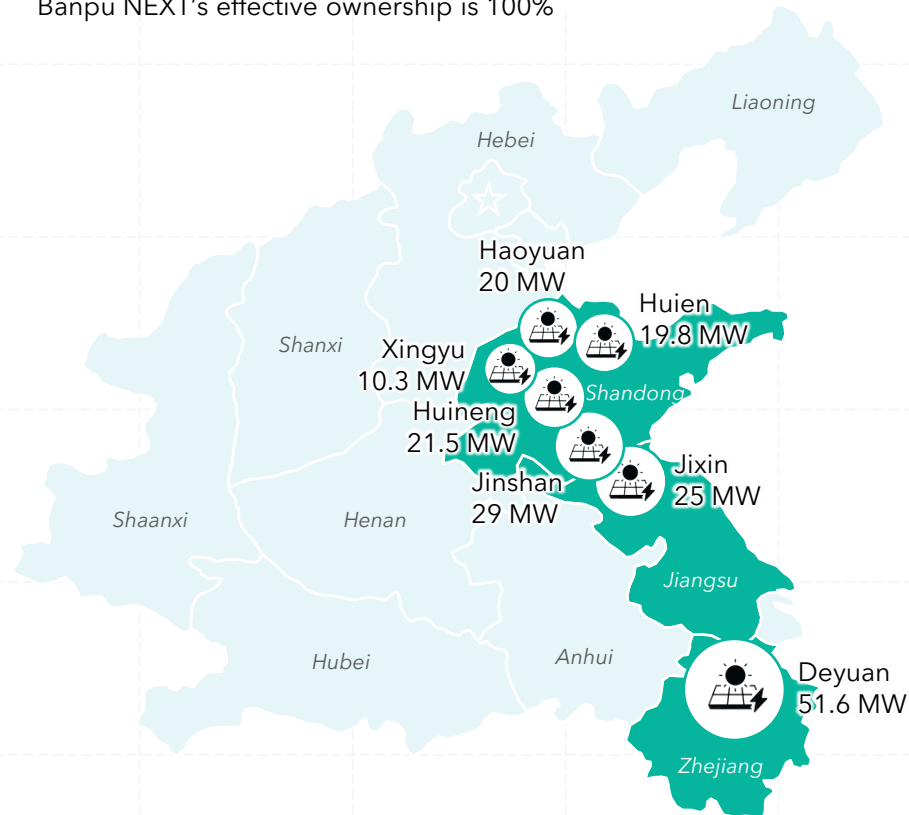 Banpu NEXT's effective ownership is 100%
Liaoning
Hebei
Haoyuan
20 MW
Huien
19.8 MW
Shanxi
Xingyu
10.3 MW
Shandong
Huineng
21.5 MW
Jinshan
29 MW
Jixin
25 MW
Shaanxi
Henan
Jiangsu
Hubei
Anhui
Deyuan
51.6 MW
Zhejiang